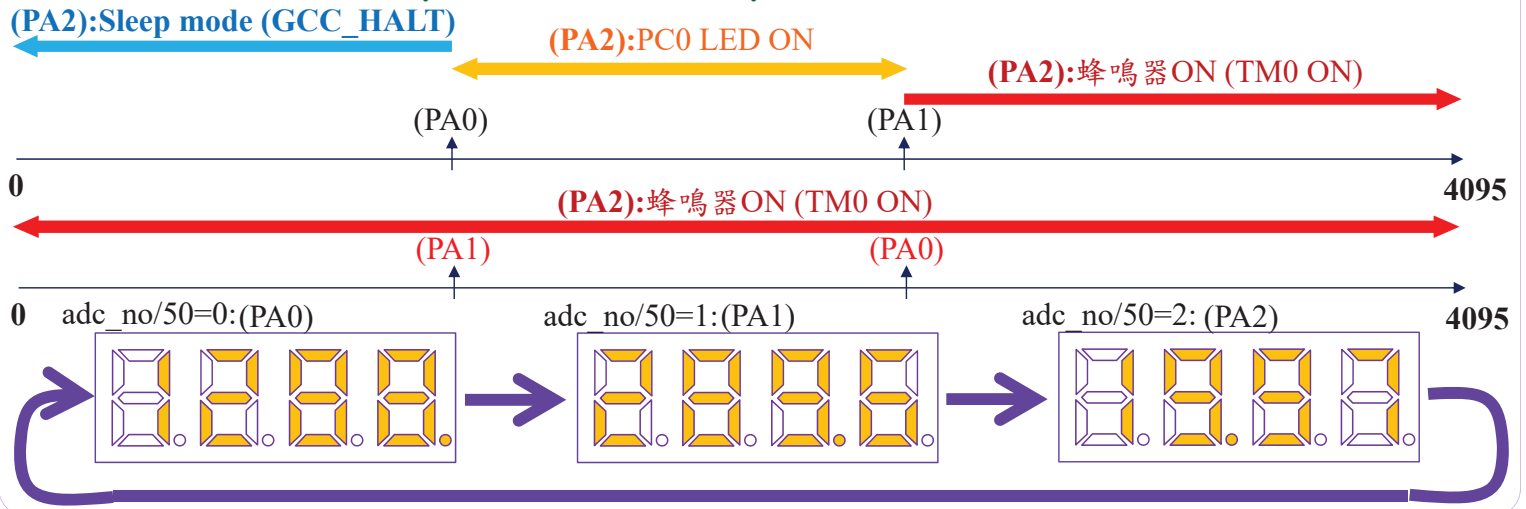 (PA2):Sleep mode (GCC_HALT)
(PA2):PC0 LED ON
(PA2):蜂鳴器ON (TM0 ON)
(PA0)
(PA1)
0
4095
(PA2):蜂鳴器ON (TM0 ON)
(PA1)
(PA0)
0
4095
adc_no/50=0:(PA0)
adc_no/50=1:(PA1)
adc_no/50=2: (PA2)